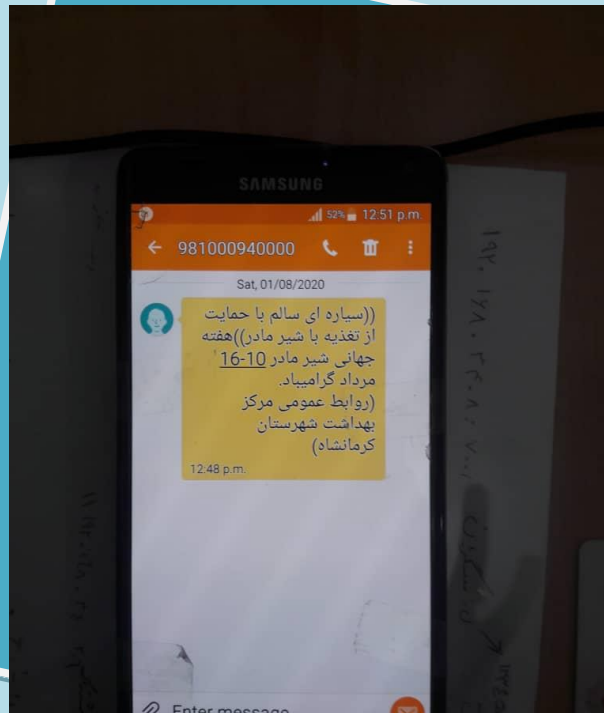 SAMSUNG
52% 12:51 p.m.
981000940000
Sat, 01/08/2020
((سیاره ای سالم با حمایت
از تغذیه با شیر مادر))هفته
جهانی شیر مادر 10-16
مرداد گرامیباد.
(روابط عمومی مرکز
بهداشت شهرستان
کرمانشاه)
12:48 p.m.
Enter message